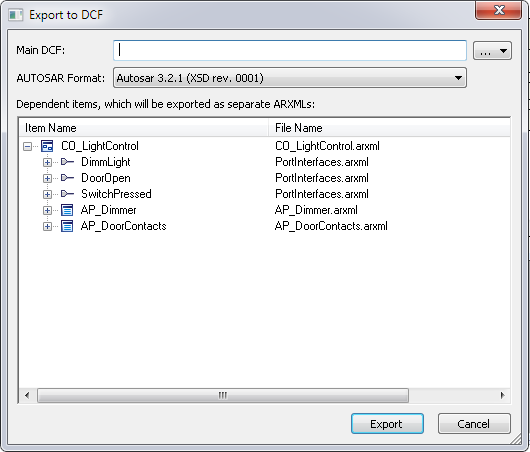 Export to DCF
Main DCF:
...
AUTOSAR Format: Autosar 3.2.1 (XSD rev. 0001)
Dependent items, which will be exported as separate ARXMLs:
Item Name File Name
CO_LightControl CO_LightControl.arxml
DimmLight PortInterfaces.arxml
DoorOpen PortInterfaces.arxml
SwitchPressed PortInterfaces.arxml
AP_Dimmer AP_Dimmer.arxml
AP_DoorContacts AP_DoorContacts.arxml
Export Cancel